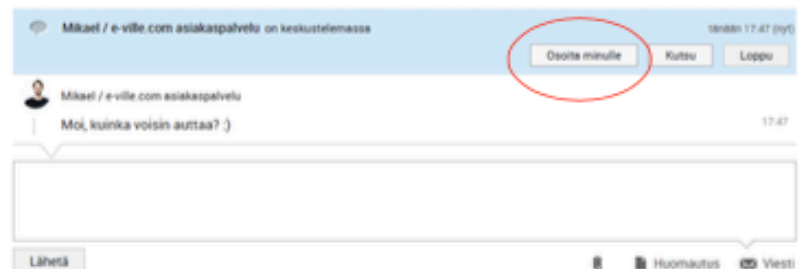 Mikael / e-ville.com asiakaspalvelu on keskustelemassa
tänään 17:47 (nyt)
Osoita minulle
Kutsu
Loppu
Mikael / e-ville.com asiakaspalvelu
Moi, kuinka voisin auttaa? :)
17:47
Lähetä
Huomautus
Viesti